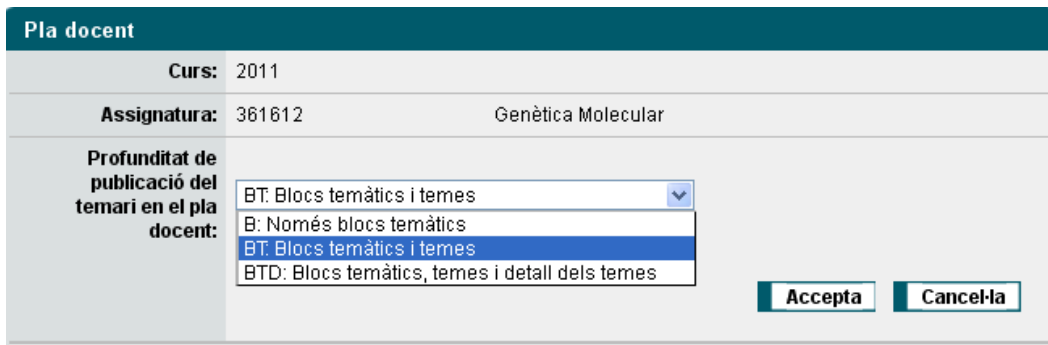 Pla docent
Curs: 2011
Assignatura: 361612 Genètica Molecular
Profunditat de
publicació del
temari en el pla
docent:
BT: Blocs temàtics i temes
B: Només blocs temàtics
BT: Blocs temàtics i temes
BTD: Blocs temàtics, temes i detall dels temes
Accepta Cancel·la